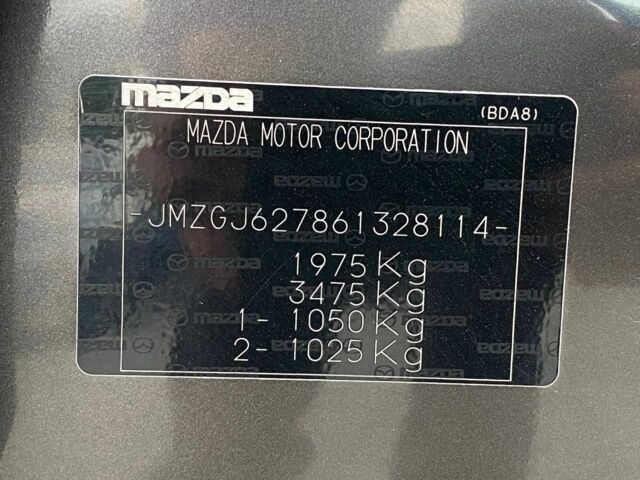 mazda
(BDA8)
MAZDA MOTOR CORPORATION
-JMZGJ627861328114-
1975Kg
3475Kg
1- 1050Kg
2- 1025Kg